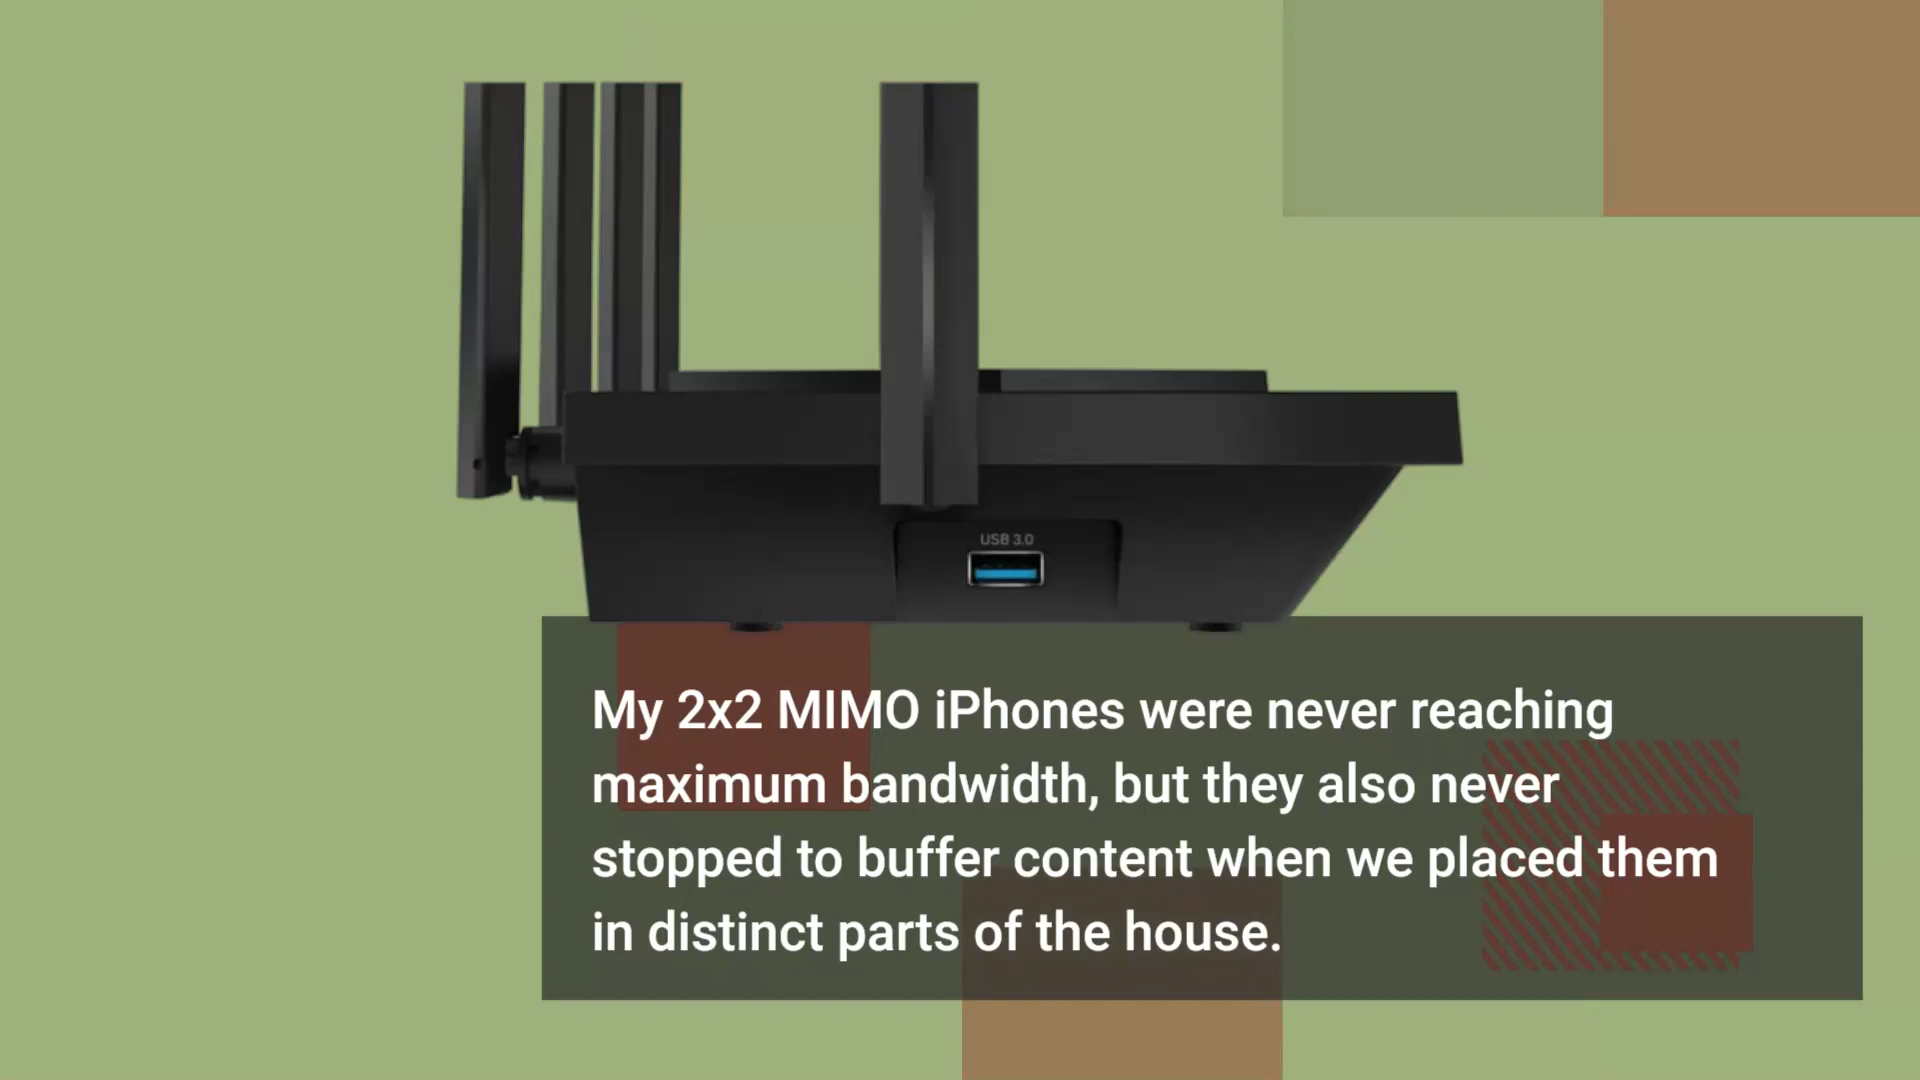 USB 3.0
My 2x2 MIMO iPhones were never reaching
maximum bandwidth, but they also never
stopped to buffer content when we placed them
in distinct parts of the house.